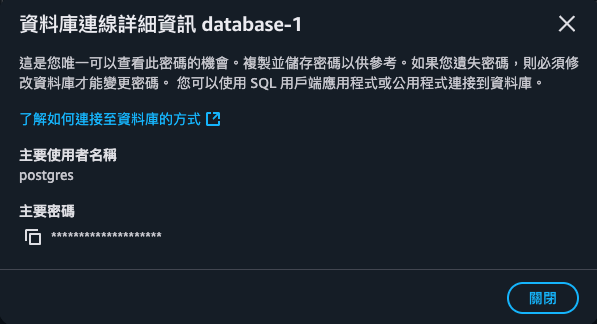 資料庫連線詳細資訊 database-1
這是您唯一可以查看此密碼的機會。複製並儲存密碼以供參考。如果您遺失密碼，則必須修
改資料庫才能變更密碼。 您可以使用 SQL 用戶端應用程式或公用程式連接到資料庫。
了解如何連接至資料庫的方式
主要使用者名稱
postgres
主要密碼
********************
關閉